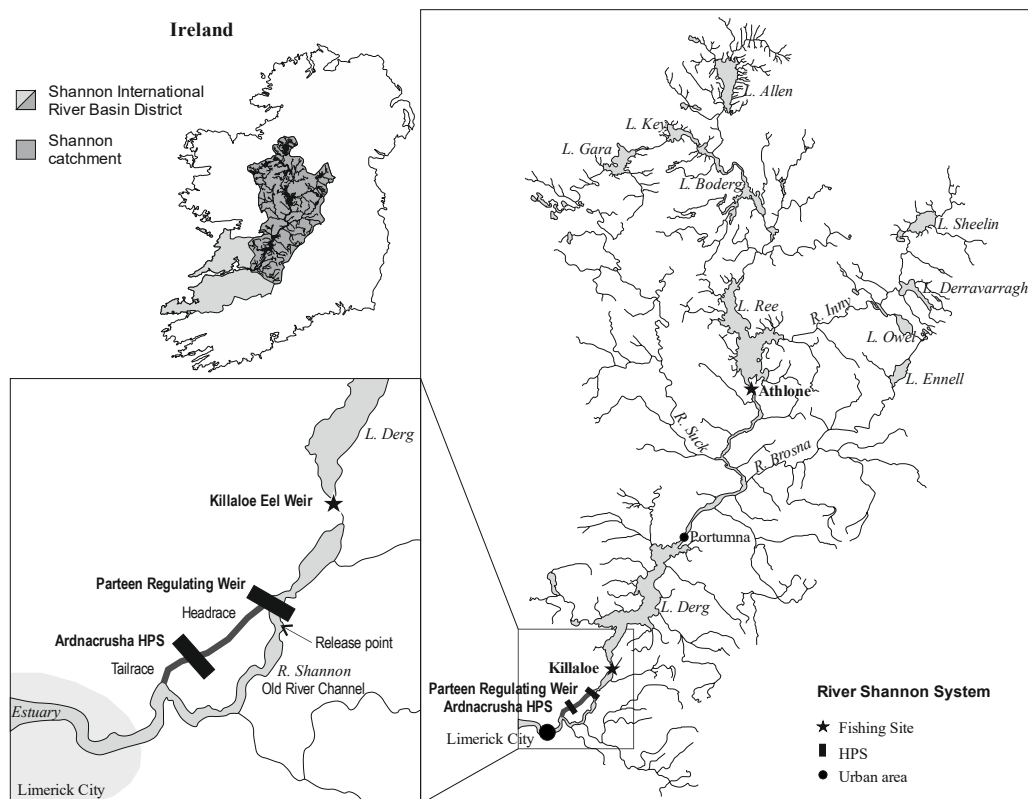 Ireland
Shannon International
River Basin District
Shannon
catchment
L. Allen
L. Key
L. Gara
L. Boderg
L. Sheelin
L. Derravarragh
L. Ree
R. Inny
L. Owel
L. Ennell
Athlone
R. Suck
R. Brosna
Portumna
L. Derg
Killaloe
Parteen Regulating Weir
Ardnacrusha HPS
Limerick City
L. Derg
Killaloe Eel Weir
Parteen Regulating Weir
Headrace
Ardnacrusha HPS
Release point
Tailrace
R. Shannon
Old River Channel
Estuary
Limerick City
River Shannon System
Fishing Site
HPS
Urban area